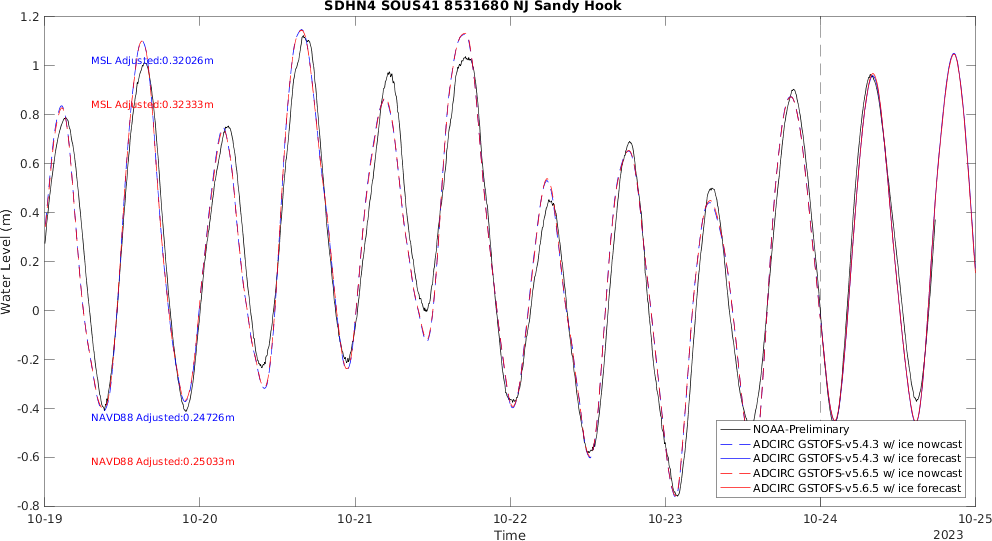 SDHN4 SOUS41 8531680 NJ Sandy Hook
1.2
1
0.8
0.6
0.4
0.2
0
-0.2
-0.4
-0.6
-0.8
Water Level (m)
MSL Adjusted:0.32026m
MSL Adjusted:0.32333m
NAVD88 Adjusted:0.24726m
NAVD88 Adjusted:0.25033m
NOAA-Preliminary
ADCIRC GSTOFS-v5.4.3 w/ ice nowcast
ADCIRC GSTOFS-v5.4.3 w/ ice forecast
ADCIRC GSTOFS-v5.6.5 w/ ice nowcast
ADCIRC GSTOFS-v5.6.5 w/ ice forecast
10-19 10-20 10-21 10-22 10-23 10-24 10-25
Time
2023